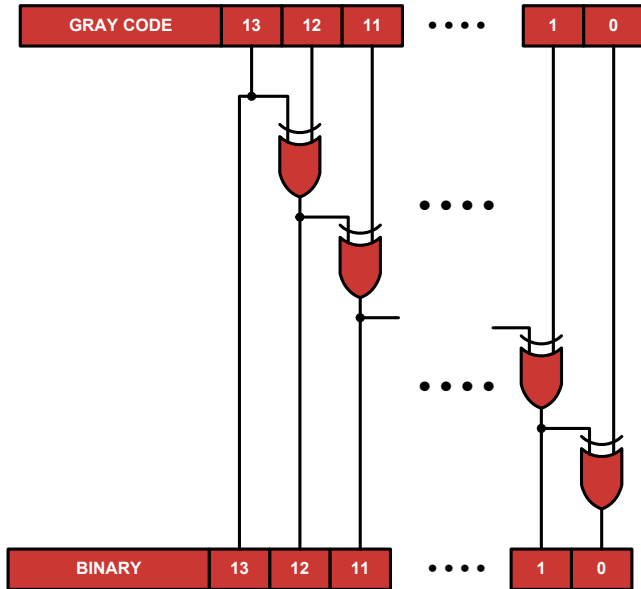 GRAY CODE 13 12 11 •••• 1 0
BINARY 13 12 11 •••• 1 0